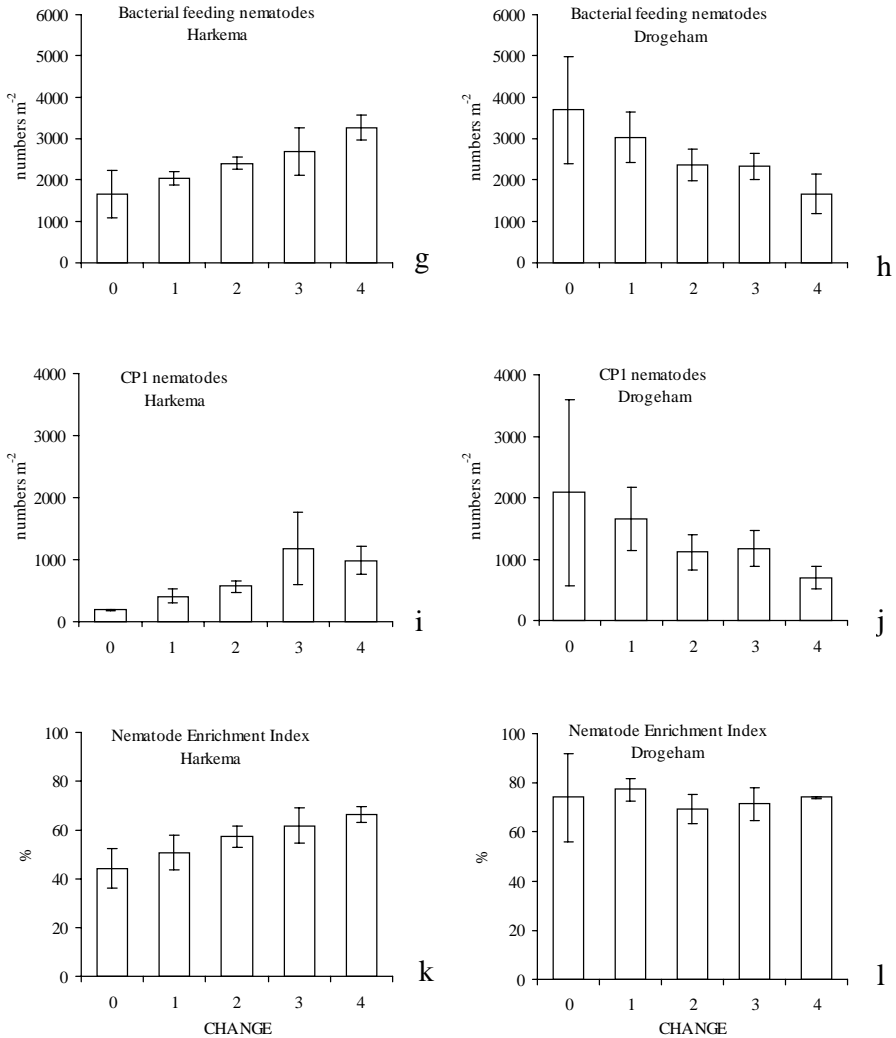 Bacterial feeding nematodes
Harkema
numbers m⁻²
6000
5000
4000
3000
2000
1000
0
0 1 2 3 4
g
Bacterial feeding nematodes
Drogeham
numbers m⁻²
6000
5000
4000
3000
2000
1000
0
0 1 2 3 4
h
CP1 nematodes
Harkema
numbers m⁻²
4000
3000
2000
1000
0
0 1 2 3 4
i
CP1 nematodes
Drogeham
numbers m⁻²
4000
3000
2000
1000
0
0 1 2 3 4
j
Nematode Enrichment Index
Harkema
%
100
80
60
40
20
0
0 1 2 3 4
CHANGE
k
Nematode Enrichment Index
Drogeham
%
100
80
60
40
20
0
0 1 2 3 4
CHANGE
l